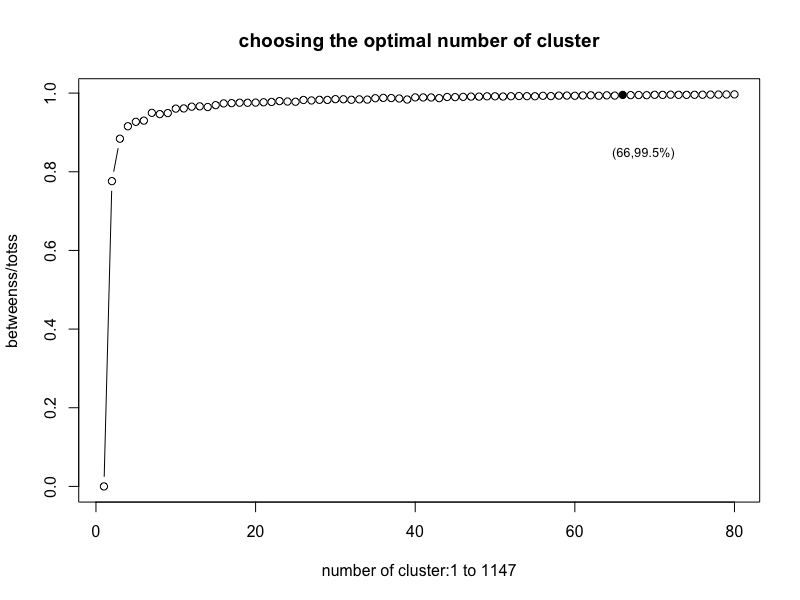 choosing the optimal number of cluster
betweenss/totss
1.0
0.8
0.6
0.4
0.2
0.0
(66,99.5%)
0 20 40 60 80
number of cluster:1 to 1147